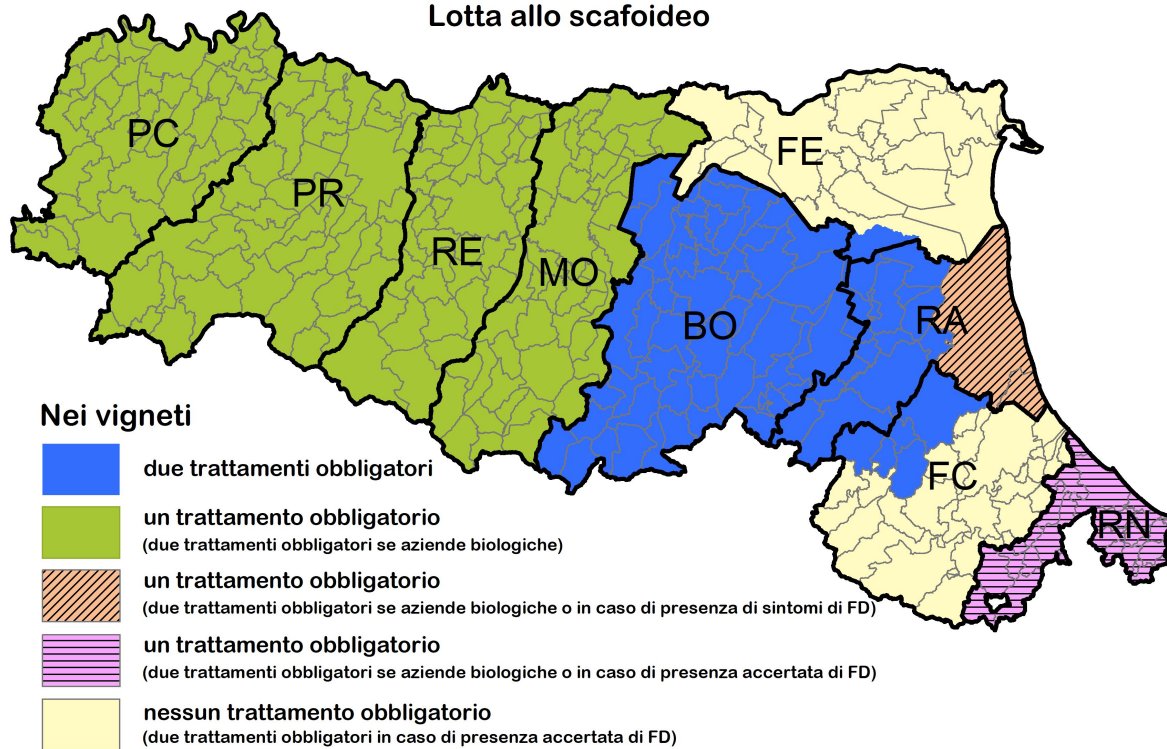 Lotta allo scafoideo
PC
PR
RE
MO
FE
BO
RA
FC
RN
Nei vigneti
due trattamenti obbligatori
un trattamento obbligatorio
(due trattamenti obbligatori se aziende biologiche)
un trattamento obbligatorio
(due trattamenti obbligatori se aziende biologiche o in caso di presenza di sintomi di FD)
un trattamento obbligatorio
(due trattamenti obbligatori se aziende biologiche o in caso di presenza accertata di FD)
nessun trattamento obbligatorio
(due trattamenti obbligatori in caso di presenza accertata di FD)